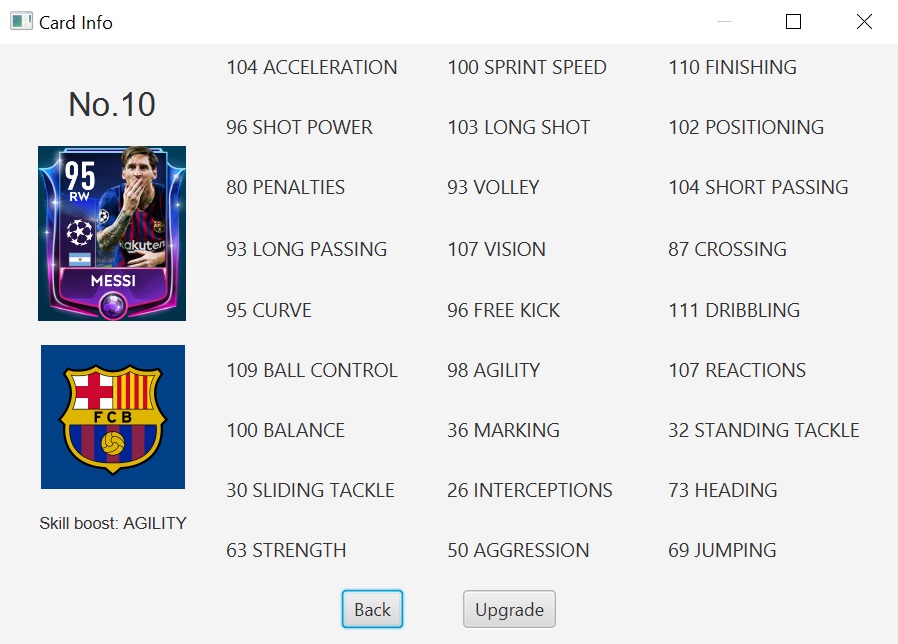 Card Info
No.10
95
RW
Rakuten
MESSI
FCB
Skill boost: AGILITY
104 ACCELERATION
100 SPRINT SPEED
110 FINISHING
96 SHOT POWER
103 LONG SHOT
102 POSITIONING
80 PENALTIES
93 VOLLEY
104 SHORT PASSING
93 LONG PASSING
107 VISION
87 CROSSING
95 CURVE
96 FREE KICK
111 DRIBBLING
109 BALL CONTROL
98 AGILITY
107 REACTIONS
100 BALANCE
36 MARKING
32 STANDING TACKLE
30 SLIDING TACKLE
26 INTERCEPTIONS
73 HEADING
63 STRENGTH
50 AGGRESSION
69 JUMPING
Back
Upgrade